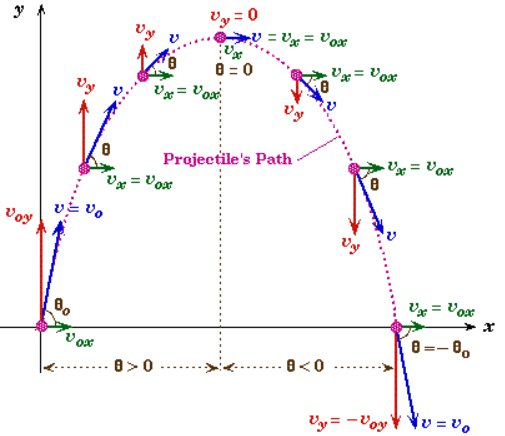 y
v_y = 0
v = v_x = v_ox
v_x
θ = 0
v_y
v
θ
v_x = v_ox
v_x = v_ox
θ
v_y
v
v_y
v
θ
v_x = v_ox
Projectile's Path
v_x = v_ox
θ
v_y
v
v_oy
v = v_o
θ_o
v_ox
v_x = v_ox
x
θ = -θ_o
θ > 0
θ < 0
v_y = -v_oy
v = v_o